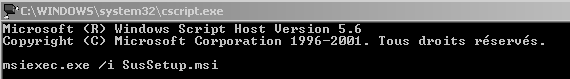 C:\WINDOWS\system32\cscript.exe
Microsoft (R) Windows Script Host Version 5.6
Copyright (C) Microsoft Corporation 1996-2001. Tous droits réservés.
msiexec.exe /i SusSetup.msi